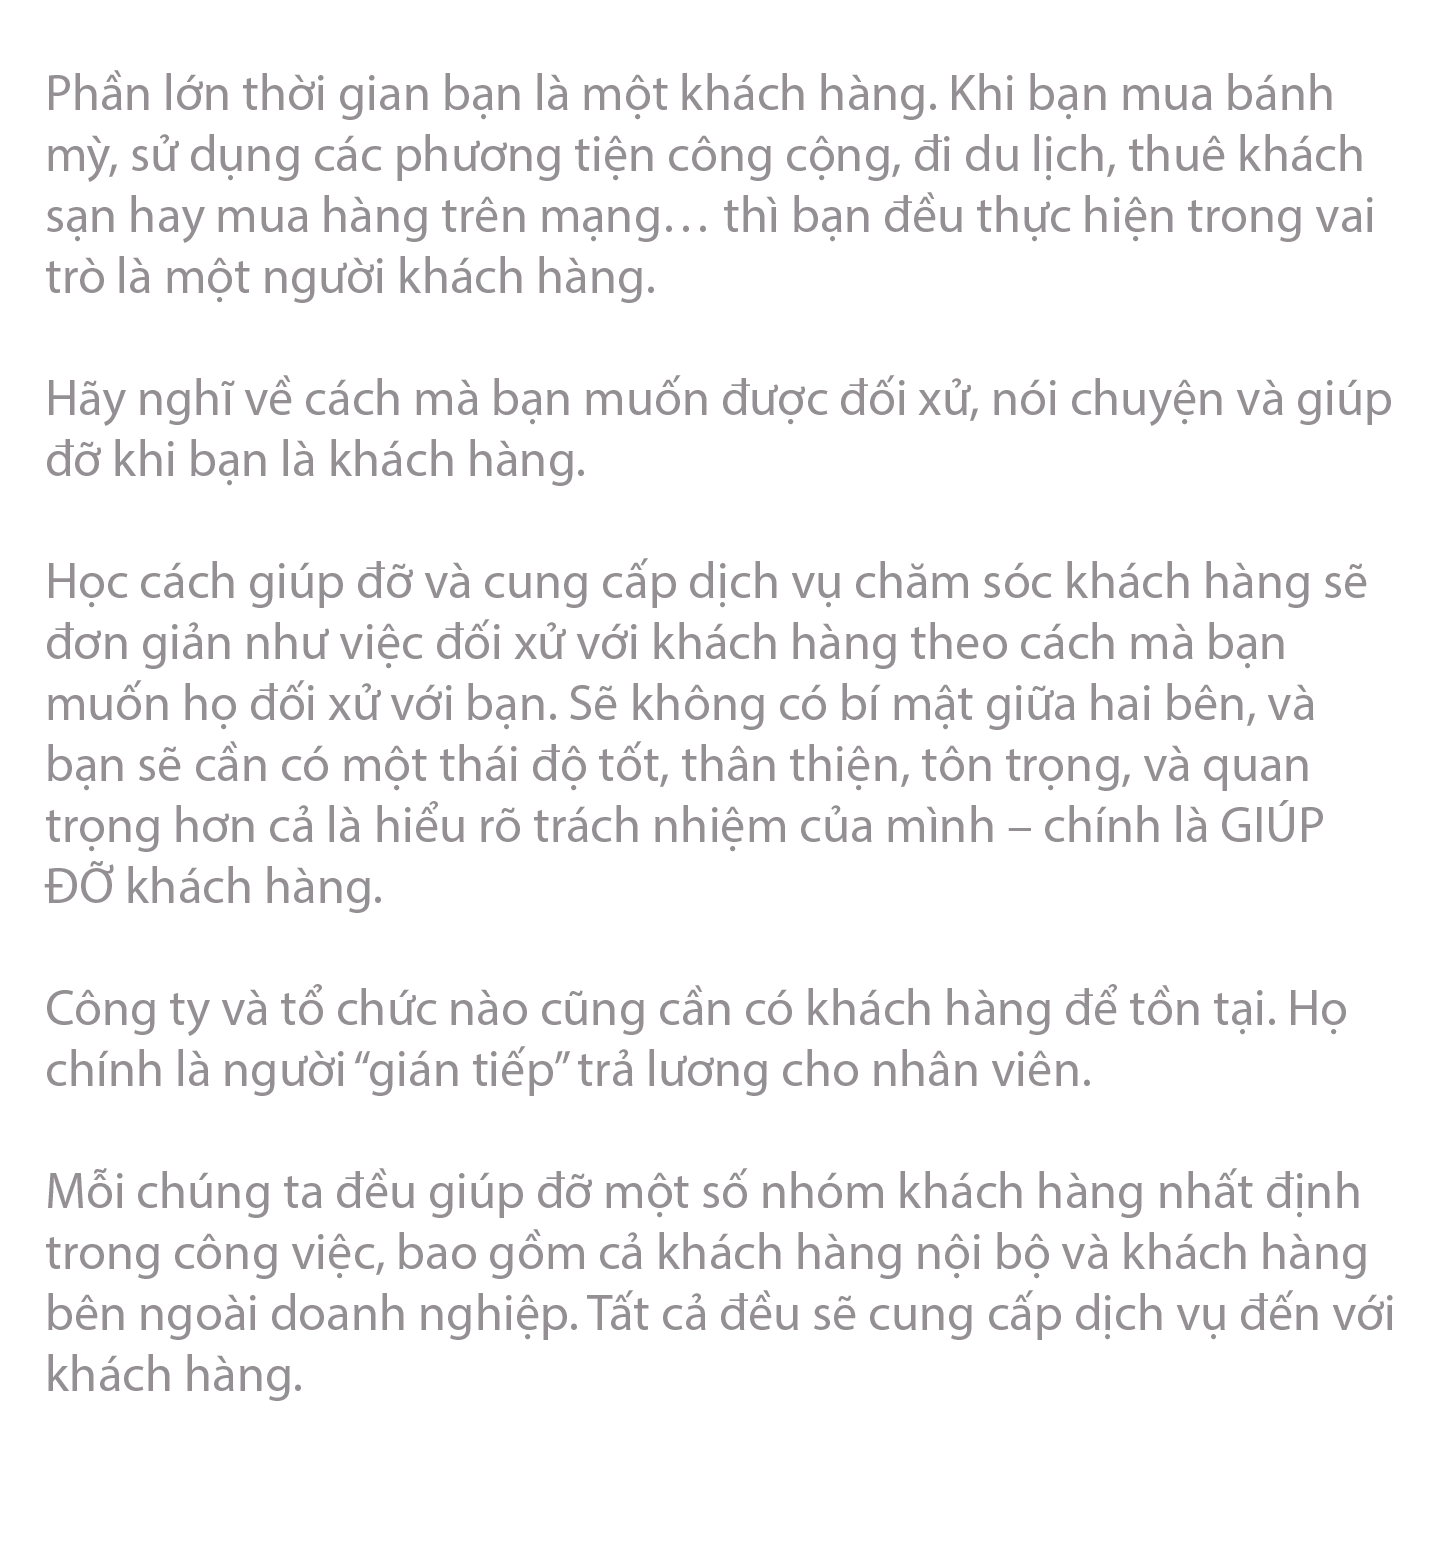 Phần lớn thời gian bạn là một khách hàng. Khi bạn mua bánh
mỳ, sử dụng các phương tiện công cộng, đi du lịch, thuê khách
sạn hay mua hàng trên mạng… thì bạn đều thực hiện trong vai
trò là một người khách hàng.
Hãy nghĩ về cách mà bạn muốn được đối xử, nói chuyện và giúp
đỡ khi bạn là khách hàng.
Học cách giúp đỡ và cung cấp dịch vụ chăm sóc khách hàng sẽ
đơn giản như việc đối xử với khách hàng theo cách mà bạn
muốn họ đối xử với bạn. Sẽ không có bí mật giữa hai bên, và
bạn sẽ cần có một thái độ tốt, thân thiện, tôn trọng, và quan
trọng hơn cả là hiểu rõ trách nhiệm của mình – chính là GIÚP
ĐỠ khách hàng.
Công ty và tổ chức nào cũng cần có khách hàng để tồn tại. Họ
chính là người “gián tiếp” trả lương cho nhân viên.
Mỗi chúng ta đều giúp đỡ một số nhóm khách hàng nhất định
trong công việc, bao gồm cả khách hàng nội bộ và khách hàng
bên ngoài doanh nghiệp. Tất cả đều sẽ cung cấp dịch vụ đến với
khách hàng.